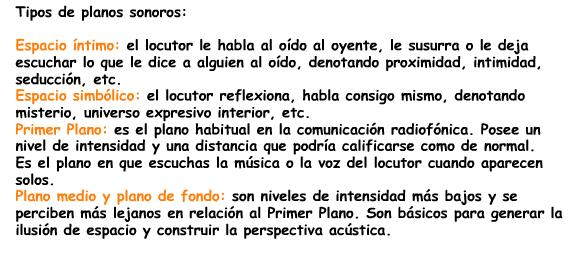 Tipos de planos sonoros:
Espacio íntimo: el locutor le habla al oído al oyente, le susurra o le deja
escuchar lo que le dice a alguien al oído, denotando proximidad, intimidad,
seducción, etc.
Espacio simbólico: el locutor reflexiona, habla consigo mismo, denotando
misterio, universo expresivo interior, etc.
Primer Plano: es el plano habitual en la comunicación radiofónica. Posee un
nivel de intensidad y una distancia que podría calificarse como de normal.
Es el plano en que escuchas la música o la voz del locutor cuando aparecen
solos.
Plano medio y plano de fondo: son niveles de intensidad más bajos y se
perciben más lejanos en relación al Primer Plano. Son básicos para generar la
ilusión de espacio y construir la perspectiva acústica.